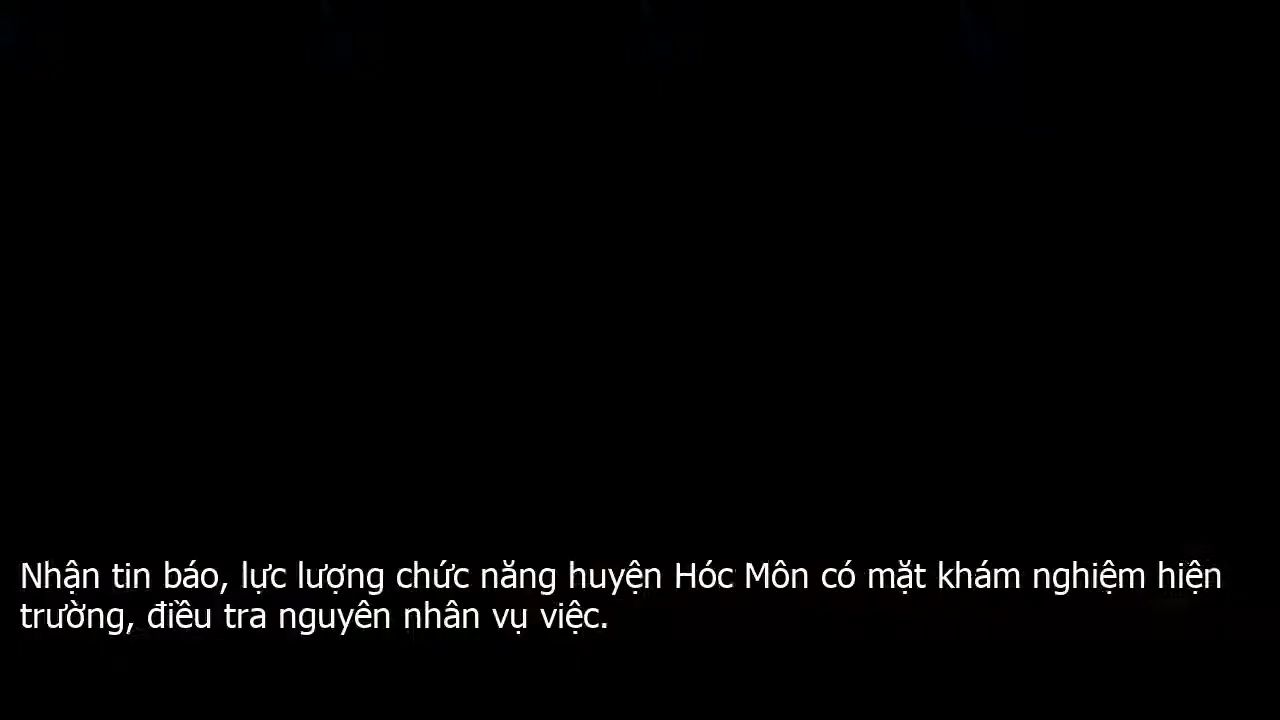 Nhận tin báo, lực lượng chức năng huyện Hóc Môn có mặt khám nghiệm hiện
trường, điều tra nguyên nhân vụ việc.